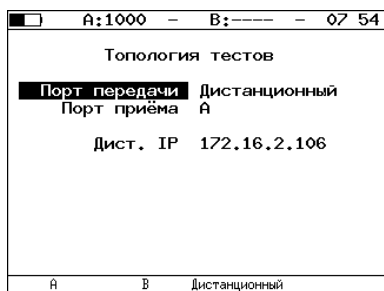 A:1000 – B:---- – 07 54
Топология тестов
Порт передачи Дистанционный
Порт приёма A
Дист. IP 172.16.2.106
A B Дистанционный